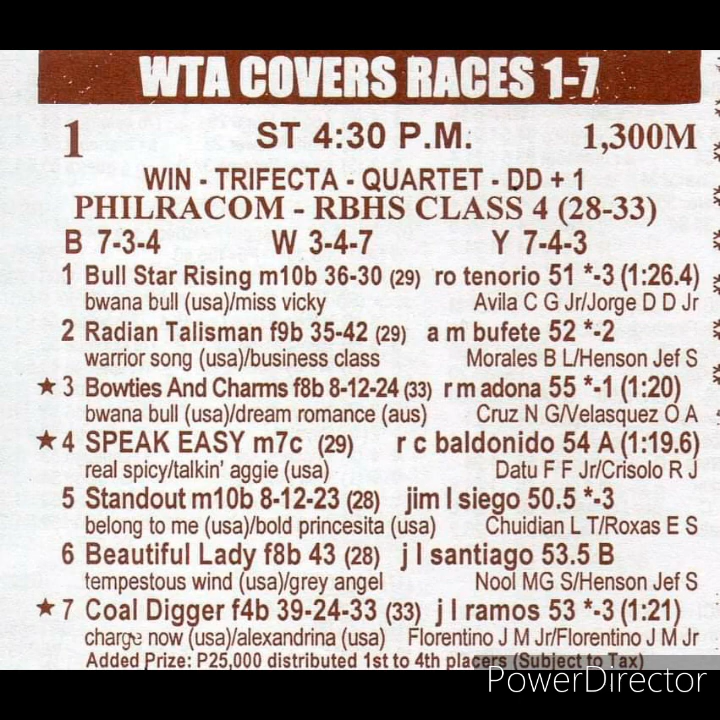 WTA COVERS RACES 1-7
1 ST 4:30 P.M. 1,300M
WIN - TRIFECTA - QUARTET - DD + 1
PHILRACOM - RBHS CLASS 4 (28-33)
B 7-3-4 W 3-4-7 Y 7-4-3
1 Bull Star Rising m10b 36-30 (29) ro tenorio 51 *-3 (1:26.4)
bwana bull (usa)/miss vicky Avila C G Jr/Jorge D D Jr
2 Radian Talisman f9b 35-42 (29) a m bufete 52 *-2
warrior song (usa)/business class Morales B L/Henson Jef S
★ 3 Bowties And Charms f8b 8-12-24 (33) r m adona 55 *-1 (1:20)
bwana bull (usa)/dream romance (aus) Cruz N G/Velasquez O A
★ 4 SPEAK EASY m7c (29) r c baldonido 54 A (1:19.6)
real spicy/talkin' aggie (usa) Datu F F Jr/Crisolo R J
5 Standout m10b 8-12-23 (28) jim l siego 50.5 *-3
belong to me (usa)/bold princesita (usa) Chuidian L T/Roxas E S
6 Beautiful Lady f8b 43 (28) j l santiago 53.5 B
tempestous wind (usa)/grey angel Nool MG S/Henson Jef S
★ 7 Coal Digger f4b 39-24-33 (33) j l ramos 53 *-3 (1:21)
charge now (usa)/alexandrina (usa) Florentino J M Jr/Florentino J M Jr
Added Prize: P25,000 distributed 1st to 4th placers (Subject to Tax)
PowerDirector